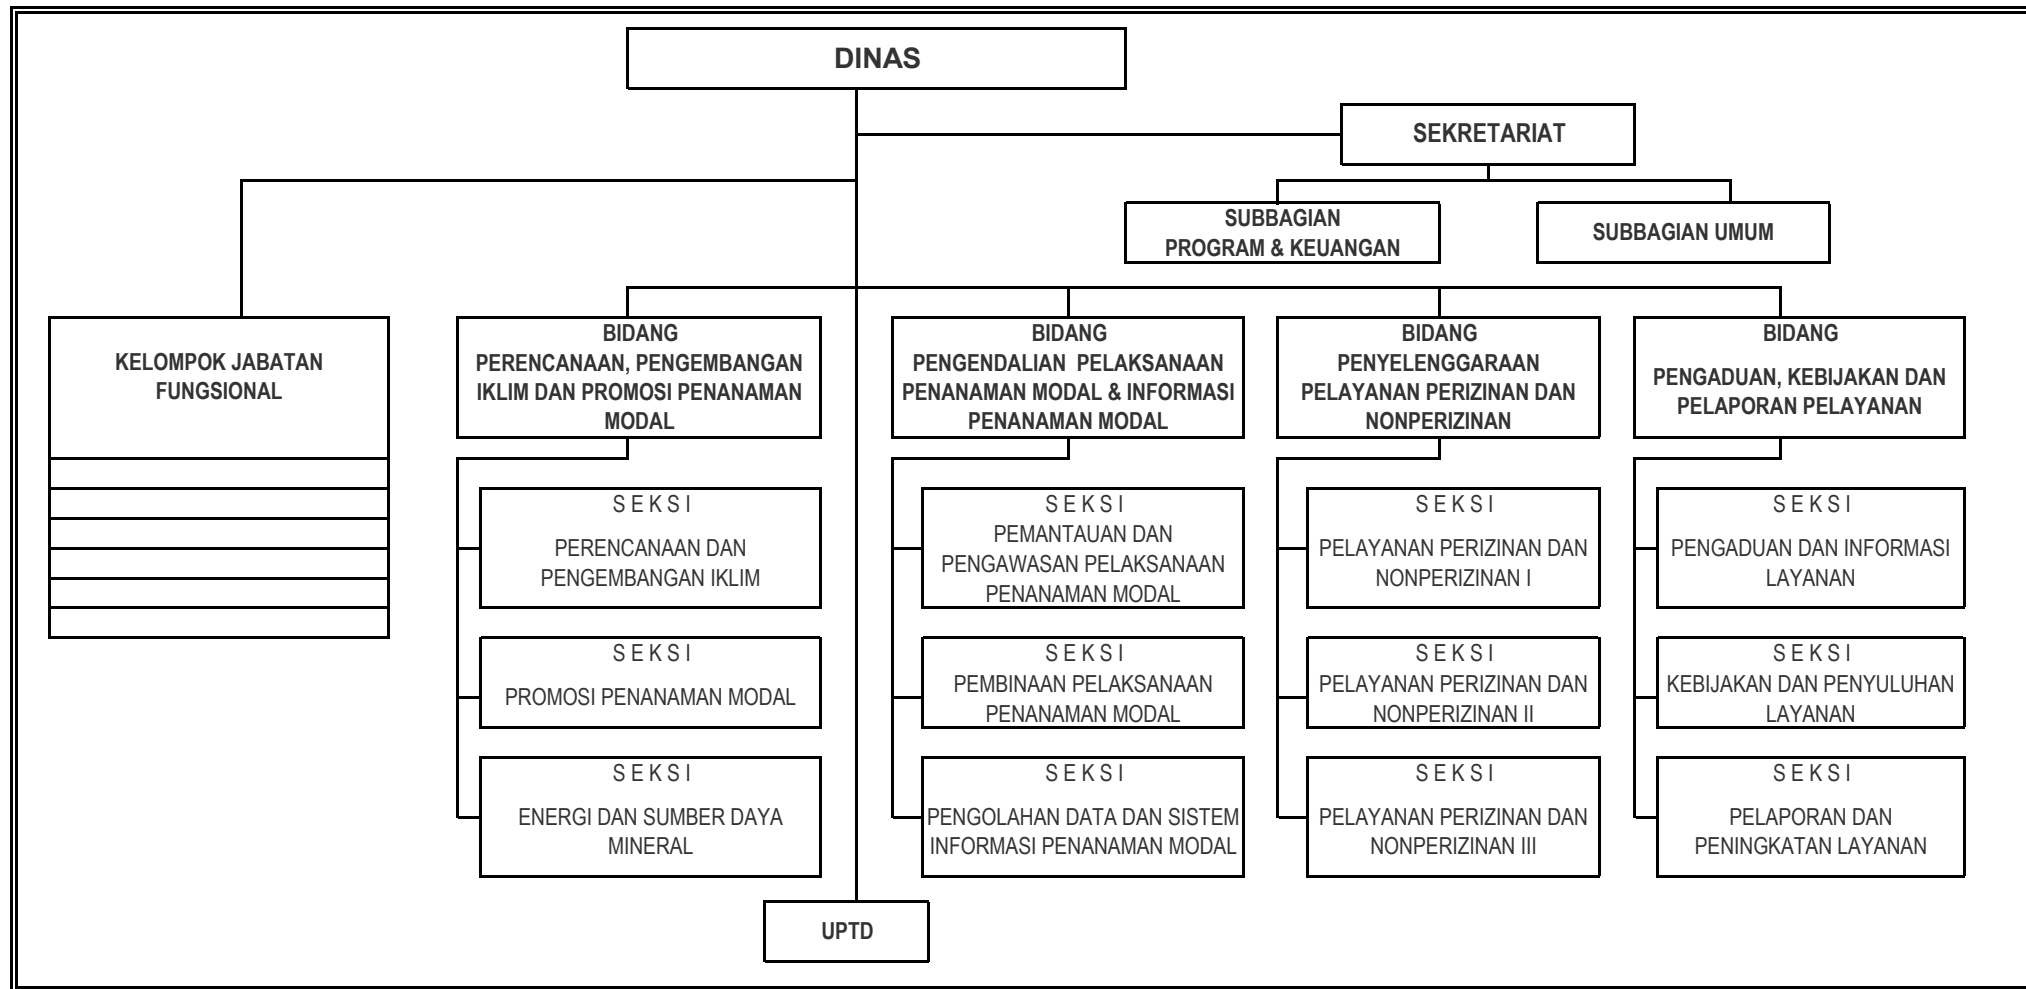 DINAS
SEKRETARIAT
SUBBAGIAN
PROGRAM & KEUANGAN
SUBBAGIAN UMUM
KELOMPOK JABATAN
FUNGSIONAL
BIDANG
PERENCANAAN, PENGEMBANGAN
IKLIM DAN PROMOSI PENANAMAN
MODAL
BIDANG
PENGENDALIAN PELAKSANAAN
PENANAMAN MODAL & INFORMASI
PENANAMAN MODAL
BIDANG
PENYELENGGARAAN
PELAYANAN PERIZINAN DAN
NONPERIZINAN
BIDANG
PENGADUAN, KEBIJAKAN DAN
PELAPORAN PELAYANAN
S E K S I
PERENCANAAN DAN
PENGEMBANGAN IKLIM
S E K S I
PEMANTAUAN DAN
PENGAWASAN PELAKSANAAN
PENANAMAN MODAL
S E K S I
PELAYANAN PERIZINAN DAN
NONPERIZINAN I
S E K S I
PENGADUAN DAN INFORMASI
LAYANAN
S E K S I
PROMOSI PENANAMAN MODAL
S E K S I
PEMBINAAN PELAKSANAAN
PENANAMAN MODAL
S E K S I
PELAYANAN PERIZINAN DAN
NONPERIZINAN II
S E K S I
KEBIJAKAN DAN PENYULUHAN
LAYANAN
S E K S I
ENERGI DAN SUMBER DAYA
MINERAL
S E K S I
PENGOLAHAN DATA DAN SISTEM
INFORMASI PENANAMAN MODAL
S E K S I
PELAYANAN PERIZINAN DAN
NONPERIZINAN III
S E K S I
PELAPORAN DAN
PENINGKATAN LAYANAN
UPTD